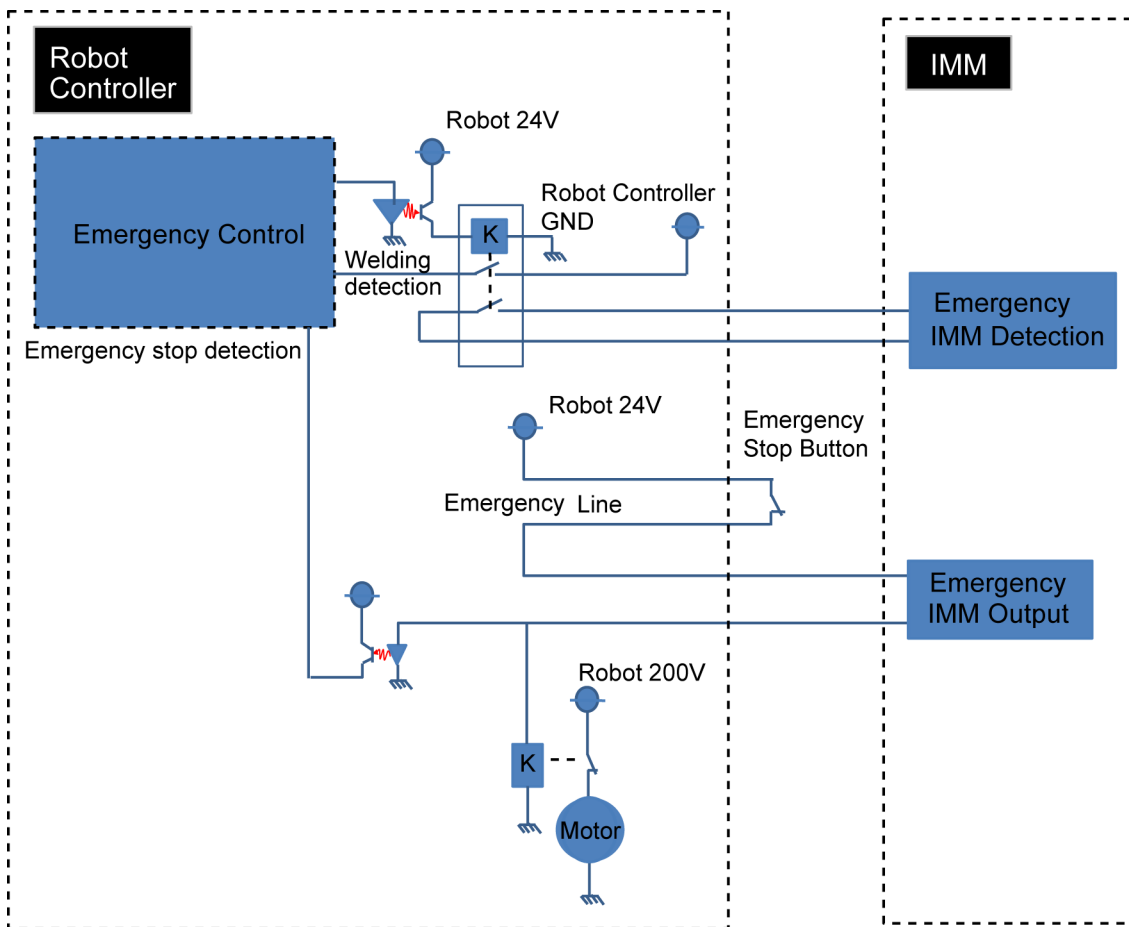 Robot
Controller
IMM
Robot 24V
Emergency Control
Robot Controller
GND
K
Welding
detection
Emergency
IMM Detection
Emergency stop detection
Robot 24V
Emergency
Stop Button
Emergency Line
Emergency
IMM Output
Robot 200V
K
Motor